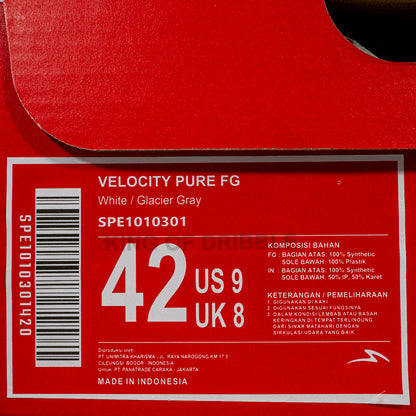 VELOCITY PURE FG
White / Glacier Gray
SPE1010301
KING OF DRIBB
42
US 9
UK 8
SPE1010301420
KOMPOSISI BAHAN
FG : BAGIAN ATAS: 100% Synthetic
SOLE BAWAH: 100% Plastik
IN : BAGIAN ATAS: 100% Synthetic
SOLE BAWAH: 50% IP, 50% Karet
KETERANGAN / PEMELIHARAAN
1 DIGUNAKAN DI KAKI
2 DIGUNAKAN SESUAI FUNGSINYA
3 DALAM KONDISI LEMBAB ATAU BASAH
KERINGKAN DI TEMPAT TERLINDUNG
DARI SINAR MATAHARI DENGAN
SIRKULASI UDARA YANG BAIK
Diproduksi oleh:
PT UNIMITRA KHARISMA - JL. RAYA NAROGONG KM 17 5
CILEUNGSI. BOGOR - INDONESIA
Untuk: PT PANATRADE CARAKA - JAKARTA
MADE IN INDONESIA